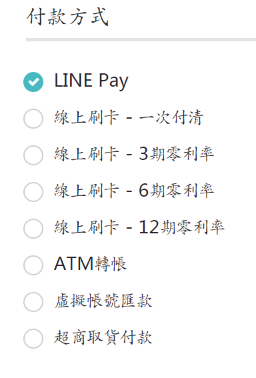 付款方式
LINE Pay
線上刷卡 - 一次付清
線上刷卡 - 3期零利率
線上刷卡 - 6期零利率
線上刷卡 - 12期零利率
ATM轉帳
虛擬帳號匯款
超商取貨付款